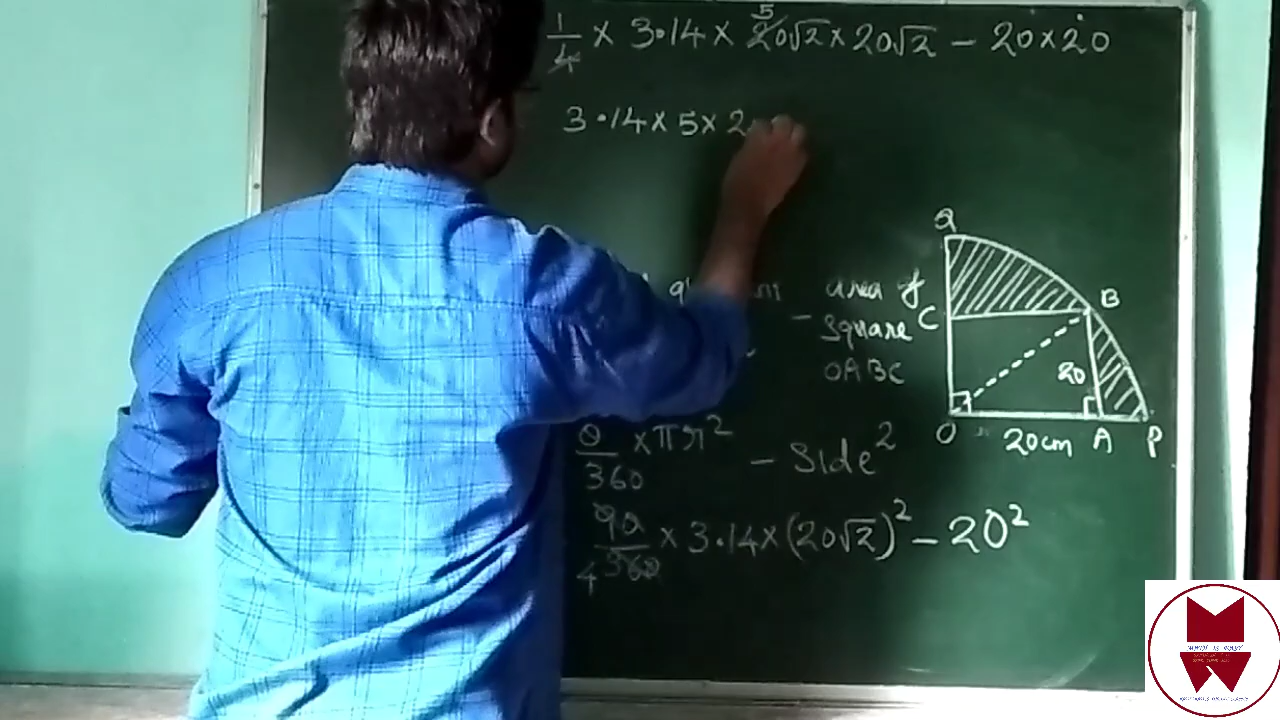 1/4 × 3.14 × 20√2 × 20√2 - 20×20
5
3.14 × 5 × 2
area of
- square
OABC
θ/360 × πr² - Side²
90/360 × 3.14 × (20√2)² - 20²
4
Q
B
C
20
O
20cm
A
P